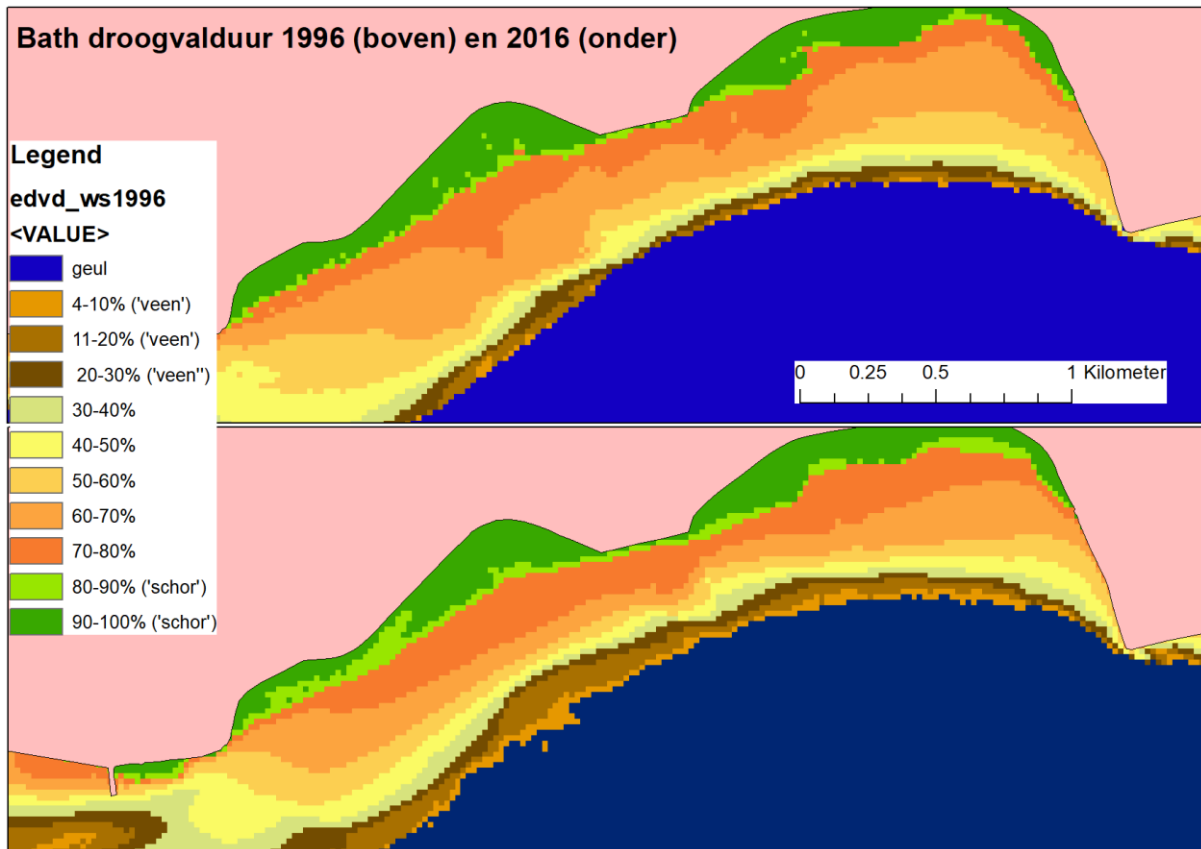 Bath droogvalduur 1996 (boven) en 2016 (onder)
Legend
edvd_ws1996
<VALUE>
geul
4-10% ('veen')
11-20% ('veen')
20-30% ('veen'')
30-40%
40-50%
50-60%
60-70%
70-80%
80-90% ('schor')
90-100% ('schor')
0 0.25 0.5 1 Kilometer